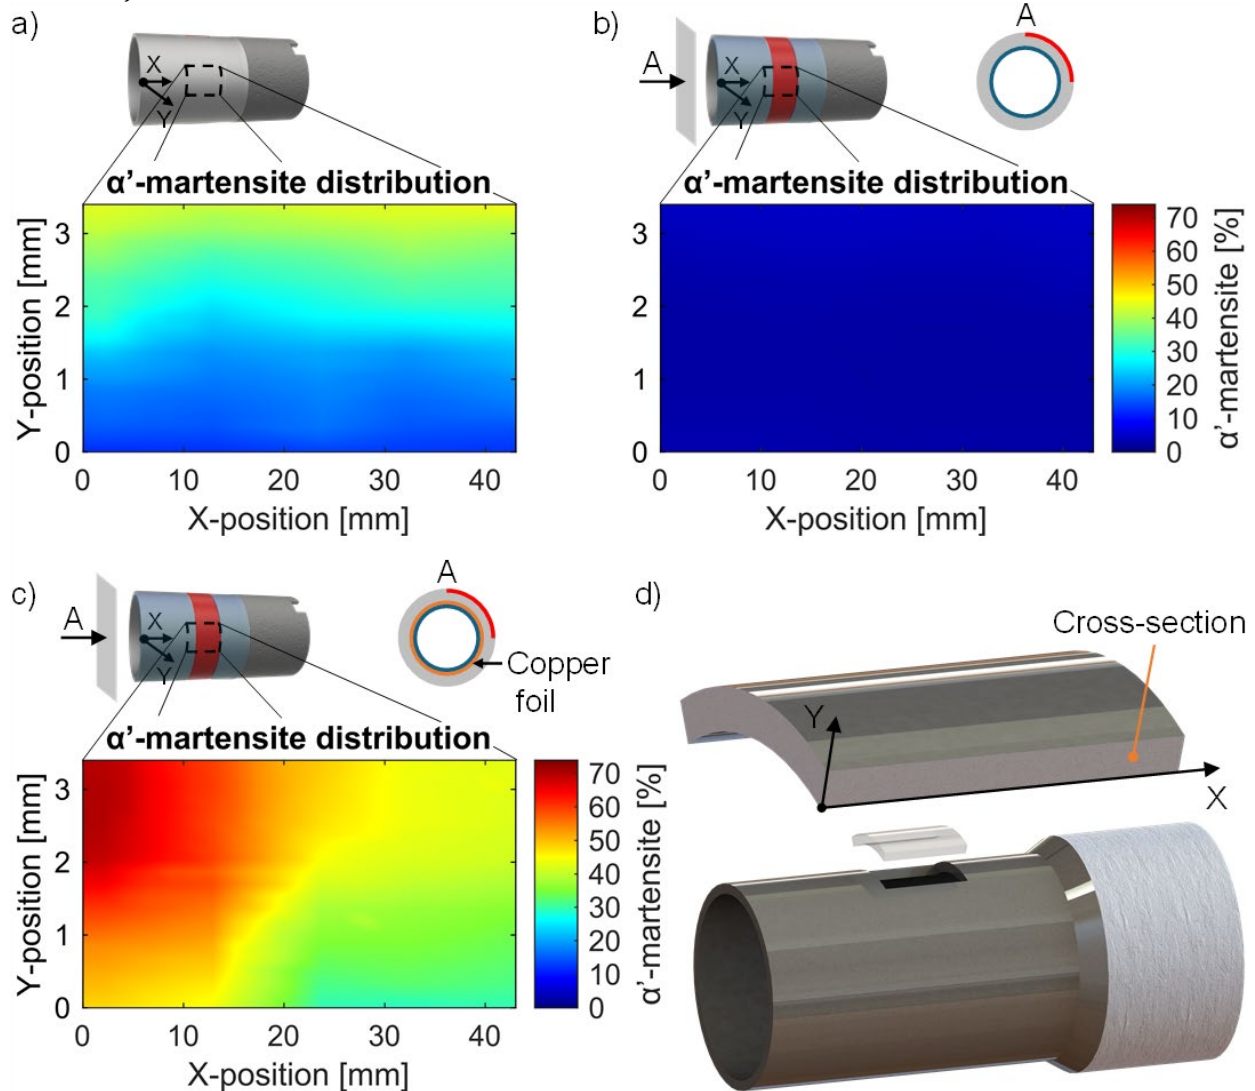 a)
X
Y
α’-martensite distribution
Y-position [mm]
3
2
1
0
0 10 20 30 40
X-position [mm]
b)
A
A
X
Y
α’-martensite distribution
3
2
1
0
0 10 20 30 40
X-position [mm]
70
60
50
40
30
20
10
0
α’-martensite [%]
c)
A
A
X
Y
Copper
foil
α’-martensite distribution
Y-position [mm]
3
2
1
0
0 10 20 30 40
X-position [mm]
70
60
50
40
30
20
10
0
α’-martensite [%]
d)
Cross-section
Y
X